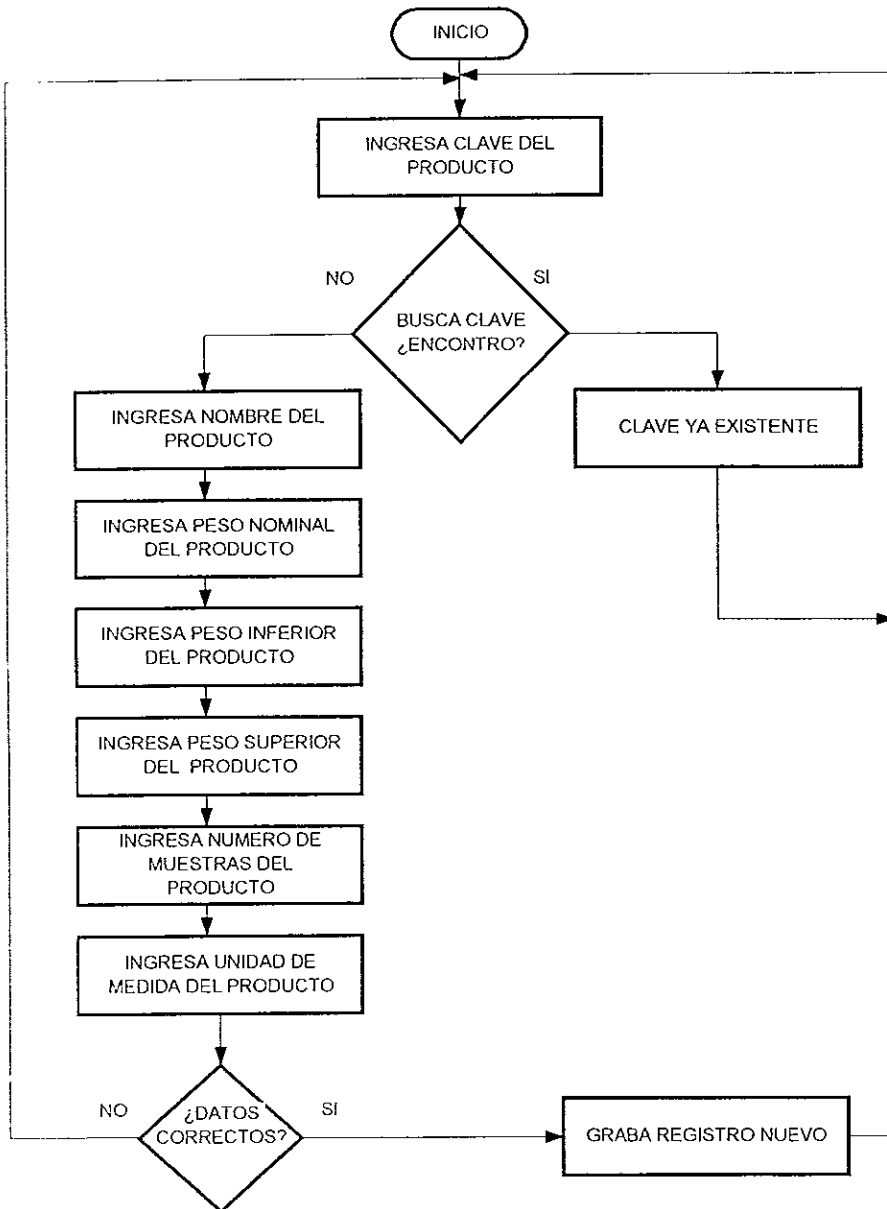 INICIO
INGRESA CLAVE DEL
PRODUCTO
NO
SI
BUSCA CLAVE
¿ENCONTRO?
INGRESA NOMBRE DEL
PRODUCTO
CLAVE YA EXISTENTE
INGRESA PESO NOMINAL
DEL PRODUCTO
INGRESA PESO INFERIOR
DEL PRODUCTO
INGRESA PESO SUPERIOR
DEL PRODUCTO
INGRESA NUMERO DE
MUESTRAS DEL
PRODUCTO
INGRESA UNIDAD DE
MEDIDA DEL PRODUCTO
NO
¿DATOS
CORRECTOS?
SI
GRABA REGISTRO NUEVO